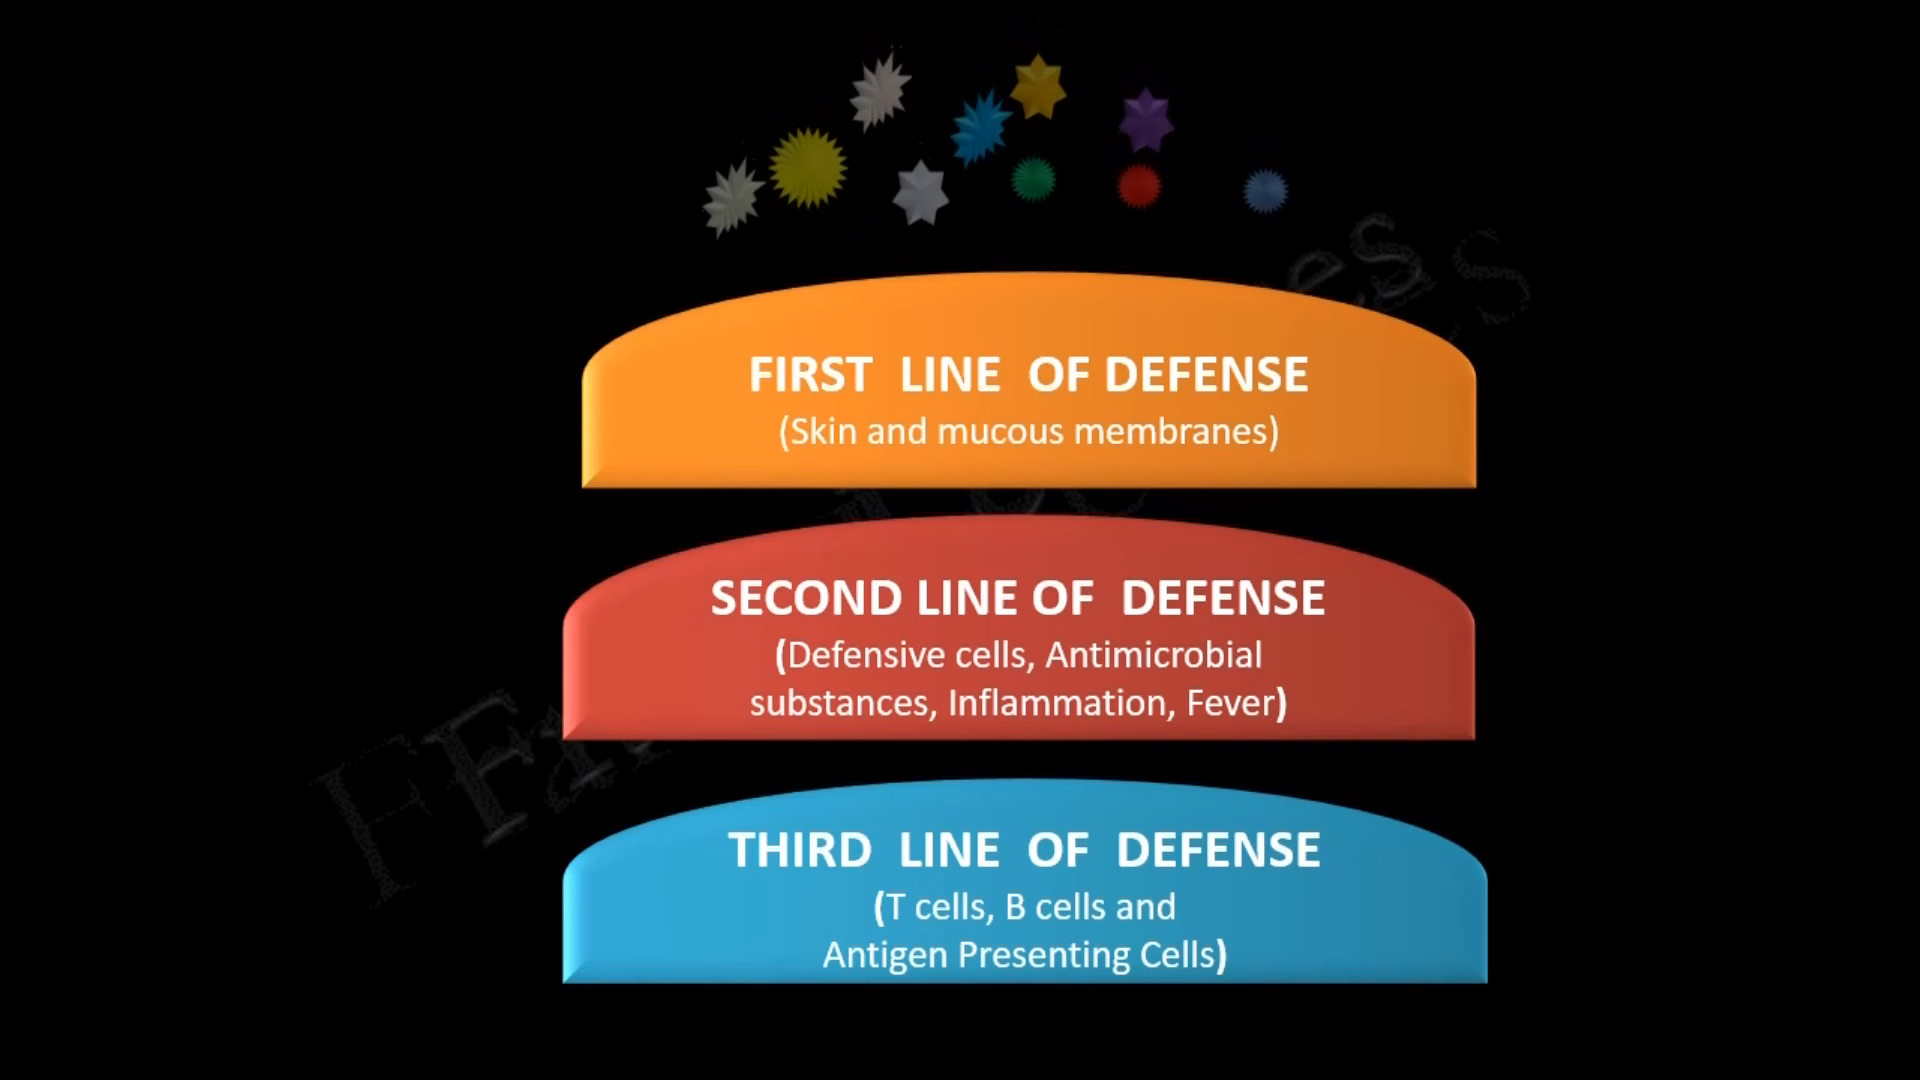 FIRST LINE OF DEFENSE
(Skin and mucous membranes)
SECOND LINE OF DEFENSE
(Defensive cells, Antimicrobial
substances, Inflammation, Fever)
THIRD LINE OF DEFENSE
(T cells, B cells and
Antigen Presenting Cells)